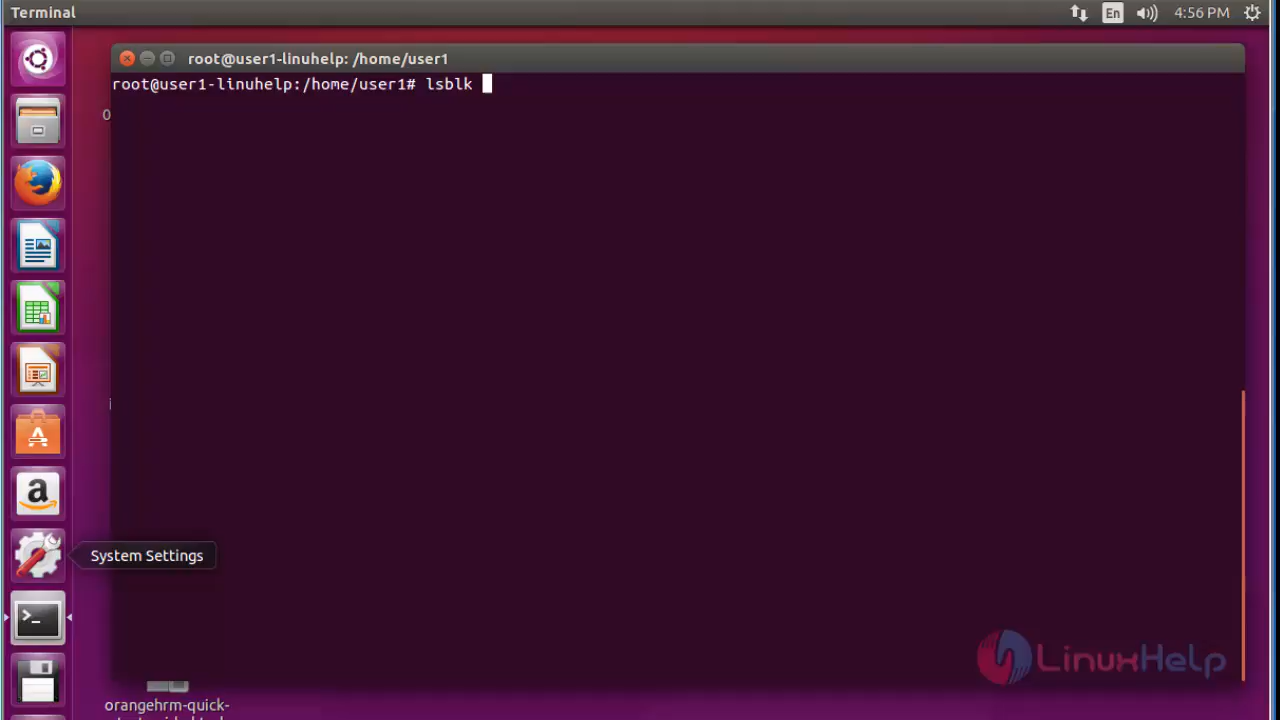 Terminal
En
4:56 PM
root@user1-linuhelp: /home/user1
root@user1-linuhelp:/home/user1# lsblk
System Settings
LinuxHelp
orangehrm-quick-